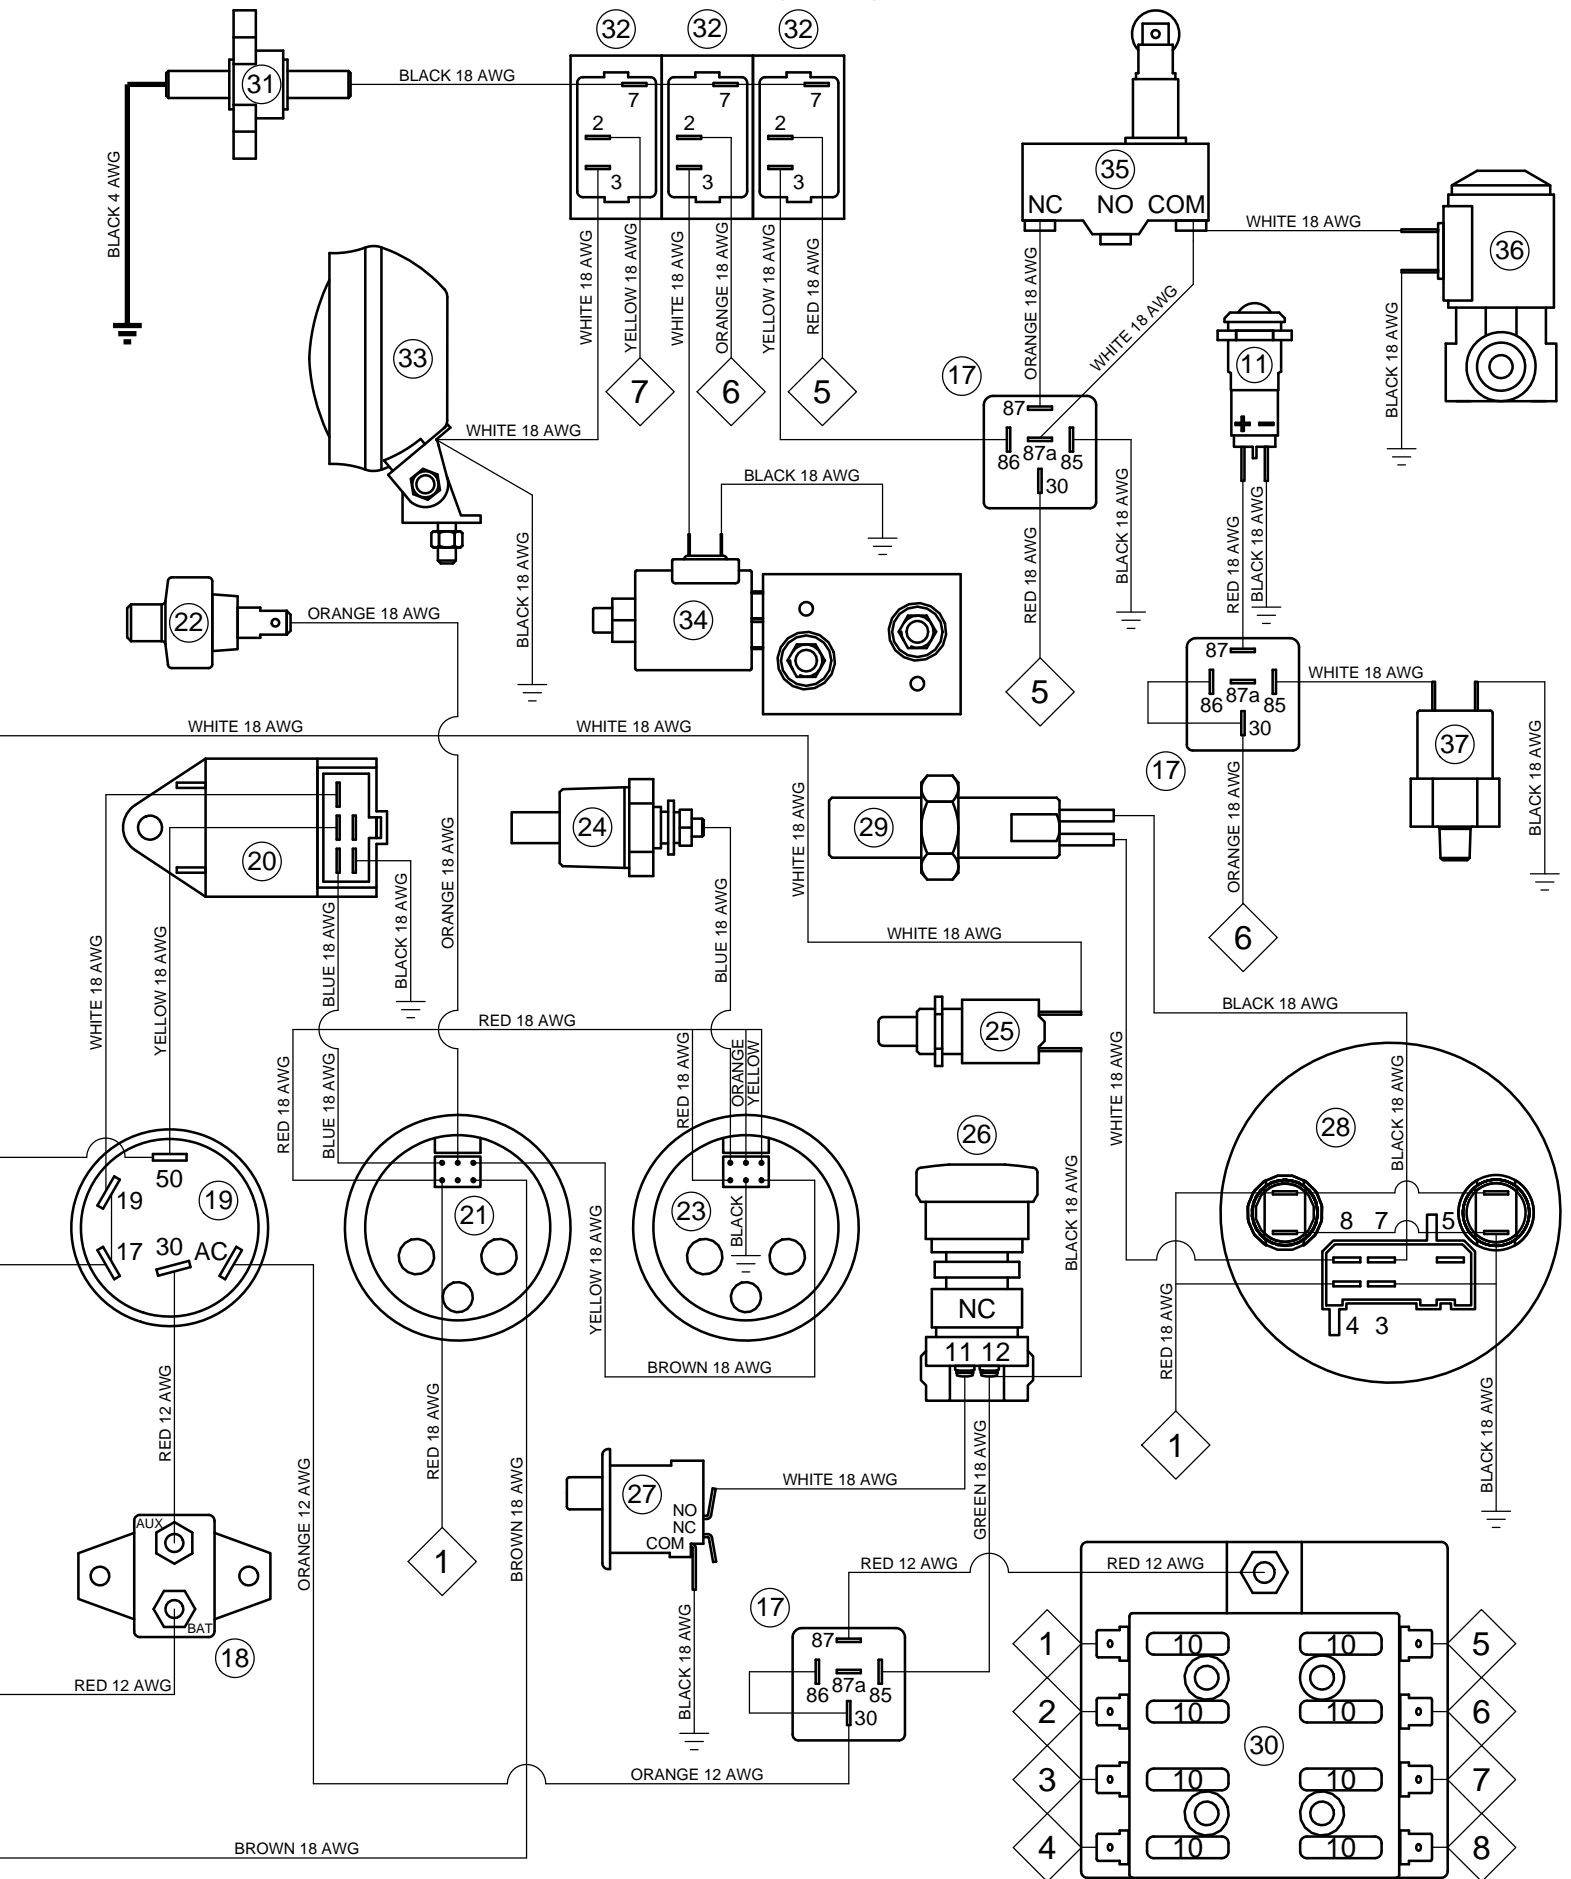 32 32 32
31
BLACK 18 AWG
BLACK 4 AWG
7 7 7
2 2 2
3 3 3
WHITE 18 AWG
YELLOW 18 AWG
WHITE 18 AWG
ORANGE 18 AWG
YELLOW 18 AWG
RED 18 AWG
7 6 5
35
NC NO COM
WHITE 18 AWG
36
ORANGE 18 AWG
WHITE 18 AWG
BLACK 18 AWG
33
WHITE 18 AWG
BLACK 18 AWG
17
87
86 87a 85
30
RED 18 AWG
BLACK 18 AWG
5
11
+ -
RED 18 AWG
BLACK 18 AWG
BLACK 18 AWG
34
22
ORANGE 18 AWG
87
86 87a 85
30
17
WHITE 18 AWG
37
BLACK 18 AWG
ORANGE 18 AWG
6
WHITE 18 AWG
WHITE 18 AWG
WHITE 18 AWG
20
24
29
ORANGE 18 AWG
WHITE 18 AWG
YELLOW 18 AWG
BLUE 18 AWG
BLACK 18 AWG
BLUE 18 AWG
WHITE 18 AWG
BLACK 18 AWG
25
RED 18 AWG
RED 18 AWG
BLUE 18 AWG
RED 18 AWG
ORANGE
YELLOW
WHITE 18 AWG
BLACK 18 AWG
28
26
50
19 19
17 30 AC
21
23
BLACK
YELLOW 18 AWG
BLACK 18 AWG
8 7 5
4 3
NC
11 12
RED 18 AWG
BLACK 18 AWG
1
BROWN 18 AWG
RED 12 AWG
RED 18 AWG
ORANGE 12 AWG
BROWN 18 AWG
1
27
NO
NC
COM
WHITE 18 AWG
GREEN 18 AWG
BLACK 18 AWG
AUX
BAT
18
RED 12 AWG
RED 12 AWG
RED 12 AWG
17
87
86 87a 85
30
ORANGE 12 AWG
1 10 10 5
2 10 10 6
30
3 10 10 7
4 10 10 8
BROWN 18 AWG